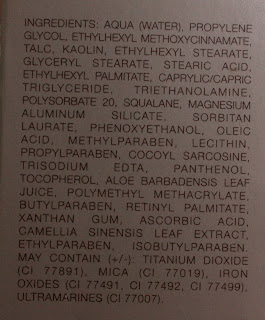 INGREDIENTS: AQUA (WATER), PROPYLENE
GLYCOL, ETHYLHEXYL METHOXYCINNAMATE,
TALC, KAOLIN, ETHYLHEXYL STEARATE,
GLYCERYL STEARATE, STEARIC ACID,
ETHYLHEXYL PALMITATE, CAPRYLIC/CAPRIC
TRIGLYCERIDE, TRIETHANOLAMINE,
POLYSORBATE 20, SQUALANE, MAGNESIUM
ALUMINUM SILICATE, SORBITAN
LAURATE, PHENOXYETHANOL, OLEIC
ACID, METHYLPARABEN, LECITHIN,
PROPYLPARABEN, COCOYL SARCOSINE,
TRISODIUM EDTA, PANTHENOL,
TOCOPHEROL, ALOE BARBADENSIS LEAF
JUICE, POLYMETHYL METHACRYLATE,
BUTYLPARABEN, RETINYL PALMITATE,
XANTHAN GUM, ASCORBIC ACID,
CAMELLIA SINENSIS LEAF EXTRACT,
ETHYLPARABEN, ISOBUTYLPARABEN.
MAY CONTAIN (+/-): TITANIUM DIOXIDE
(CI 77891), MICA (CI 77019), IRON
OXIDES (CI 77491, CI 77492, CI 77499),
ULTRAMARINES (CI 77007).